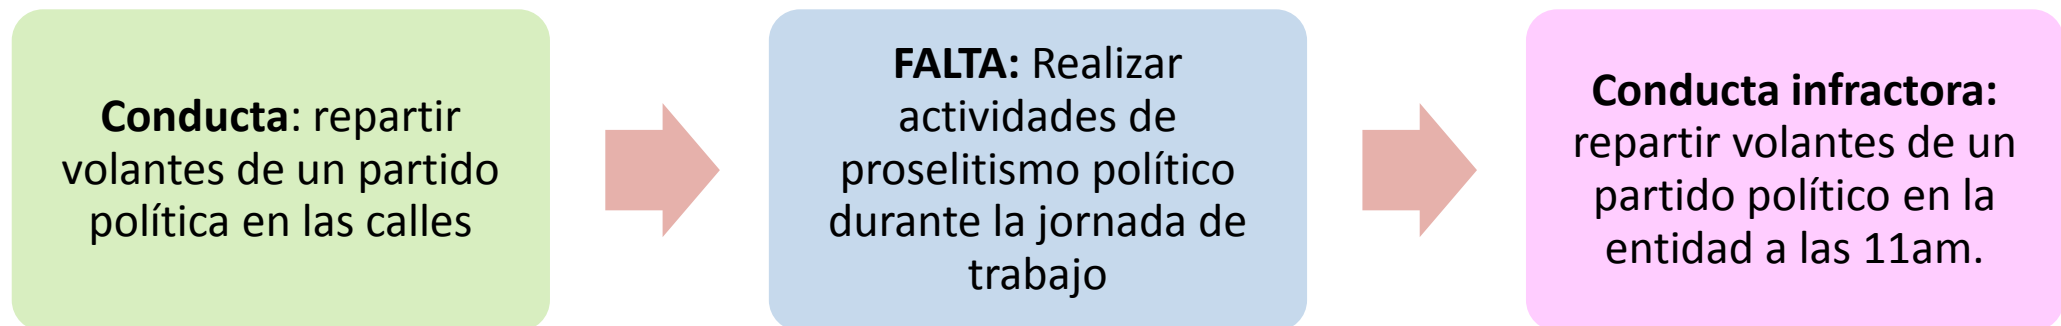 Conducta: repartir
volantes de un partido
política en las calles
FALTA: Realizar
actividades de
proselitismo político
durante la jornada de
trabajo
Conducta infractora:
repartir volantes de un
partido político en la
entidad a las 11am.